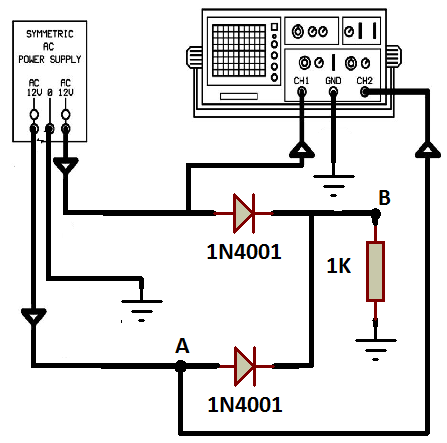 SYMMETRIC
AC
POWER SUPPLY
AC AC
12V 0 12V
CH1 GND CH2
B
1N4001
1K
A
1N4001